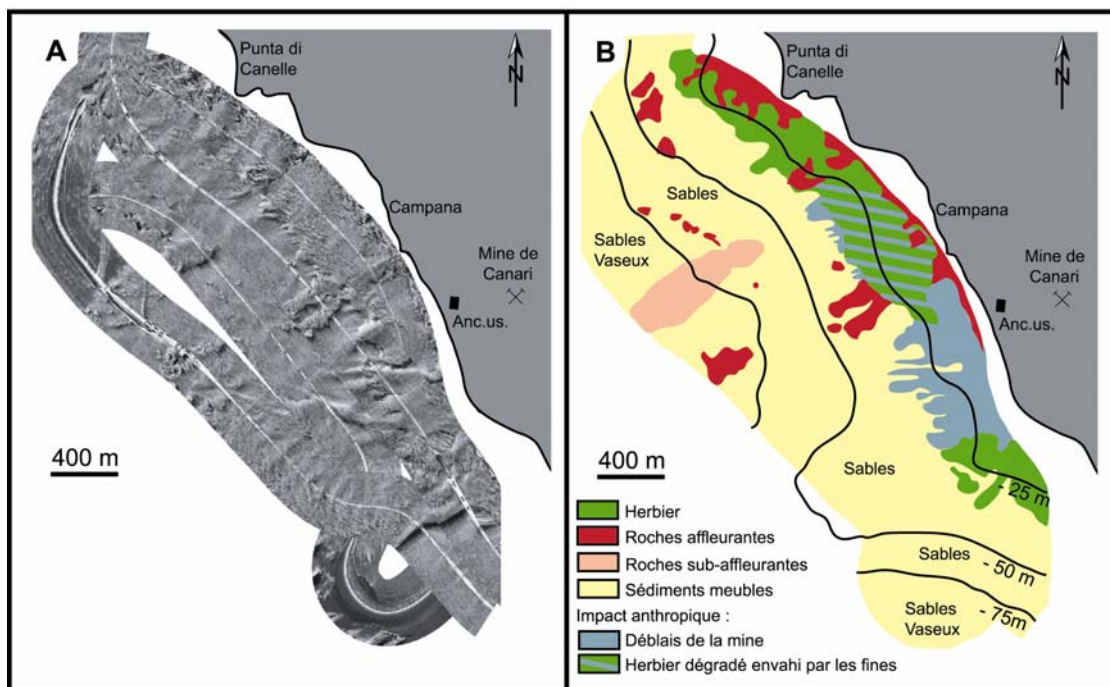 A
Punta di
Canelle
N
Campana
Mine de
Canari
Anc.us.
400 m
B
Punta di
Canelle
N
Sables
Campana
Sables
Vaseux
Mine de
Canari
Anc.us.
400 m
Sables
- 25 m
Herbier
Roches affleurantes
Roches sub-affleurantes
Sédiments meubles
Sables
- 50 m
- 75m
Sables
Vaseux
Impact anthropique :
Déblais de la mine
Herbier dégradé envahi par les fines